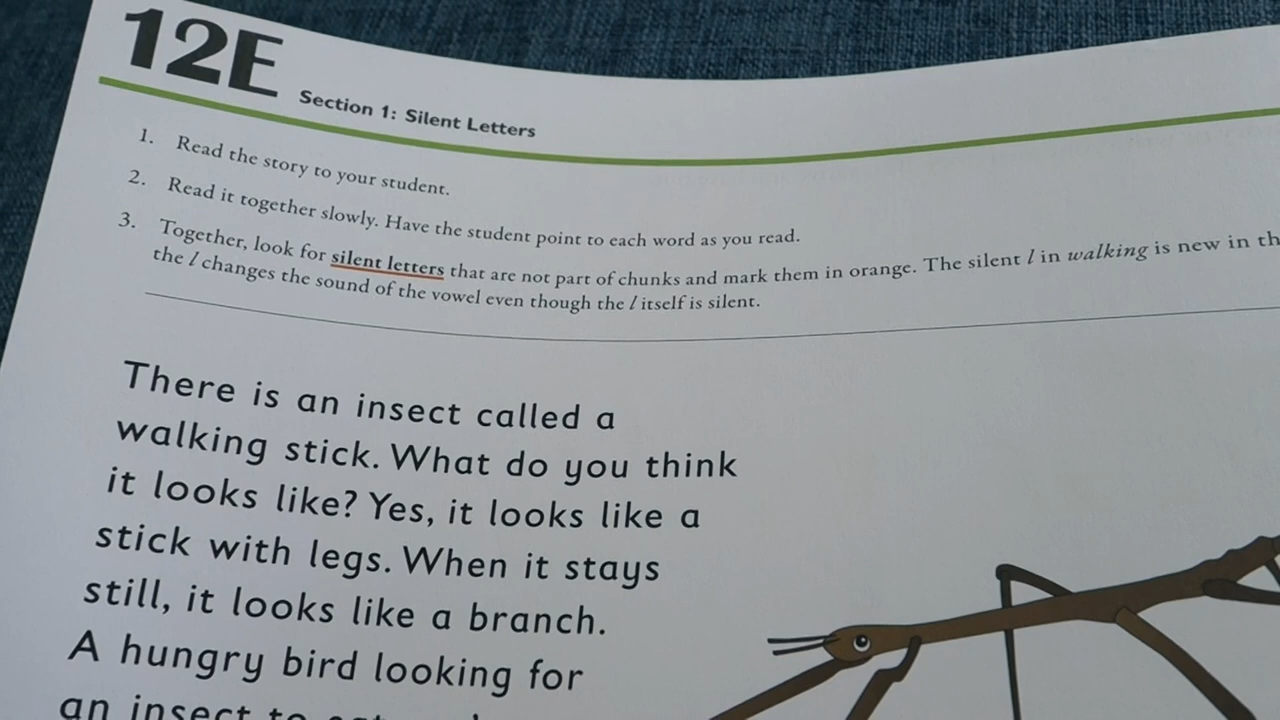 12E Section 1: Silent Letters
1. Read the story to your student.
2. Read it together slowly. Have the student point to each word as you read.
3. Together, look for silent letters that are not part of chunks and mark them in orange. The silent l in walking is new in
the l changes the sound of the vowel even though the l itself is silent.
There is an insect called a
walking stick. What do you think
it looks like? Yes, it looks like a
stick with legs. When it stays
still, it looks like a branch.
A hungry bird looking for
an insect to